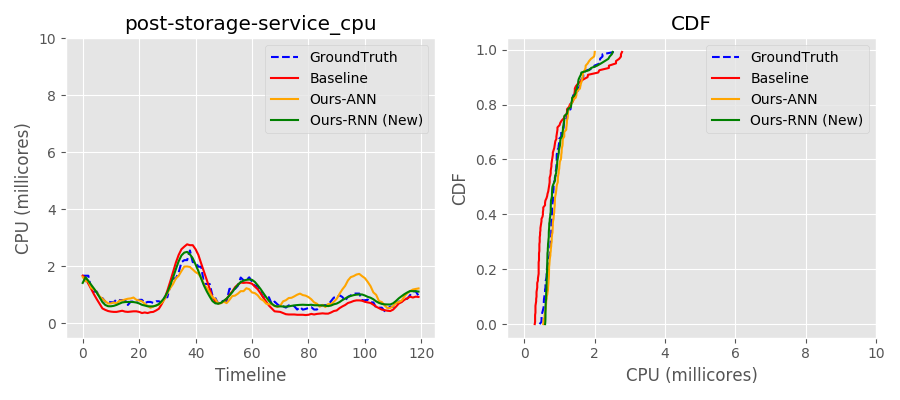 post-storage-service_cpu
CPU (millicores)
10
8
6
4
2
0
0
20
40
60
80
100
120
Timeline
GroundTruth
Baseline
Ours-ANN
Ours-RNN (New)
CDF
CDF
1.0
0.8
0.6
0.4
0.2
0.0
0
2
4
6
8
10
CPU (millicores)
GroundTruth
Baseline
Ours-ANN
Ours-RNN (New)